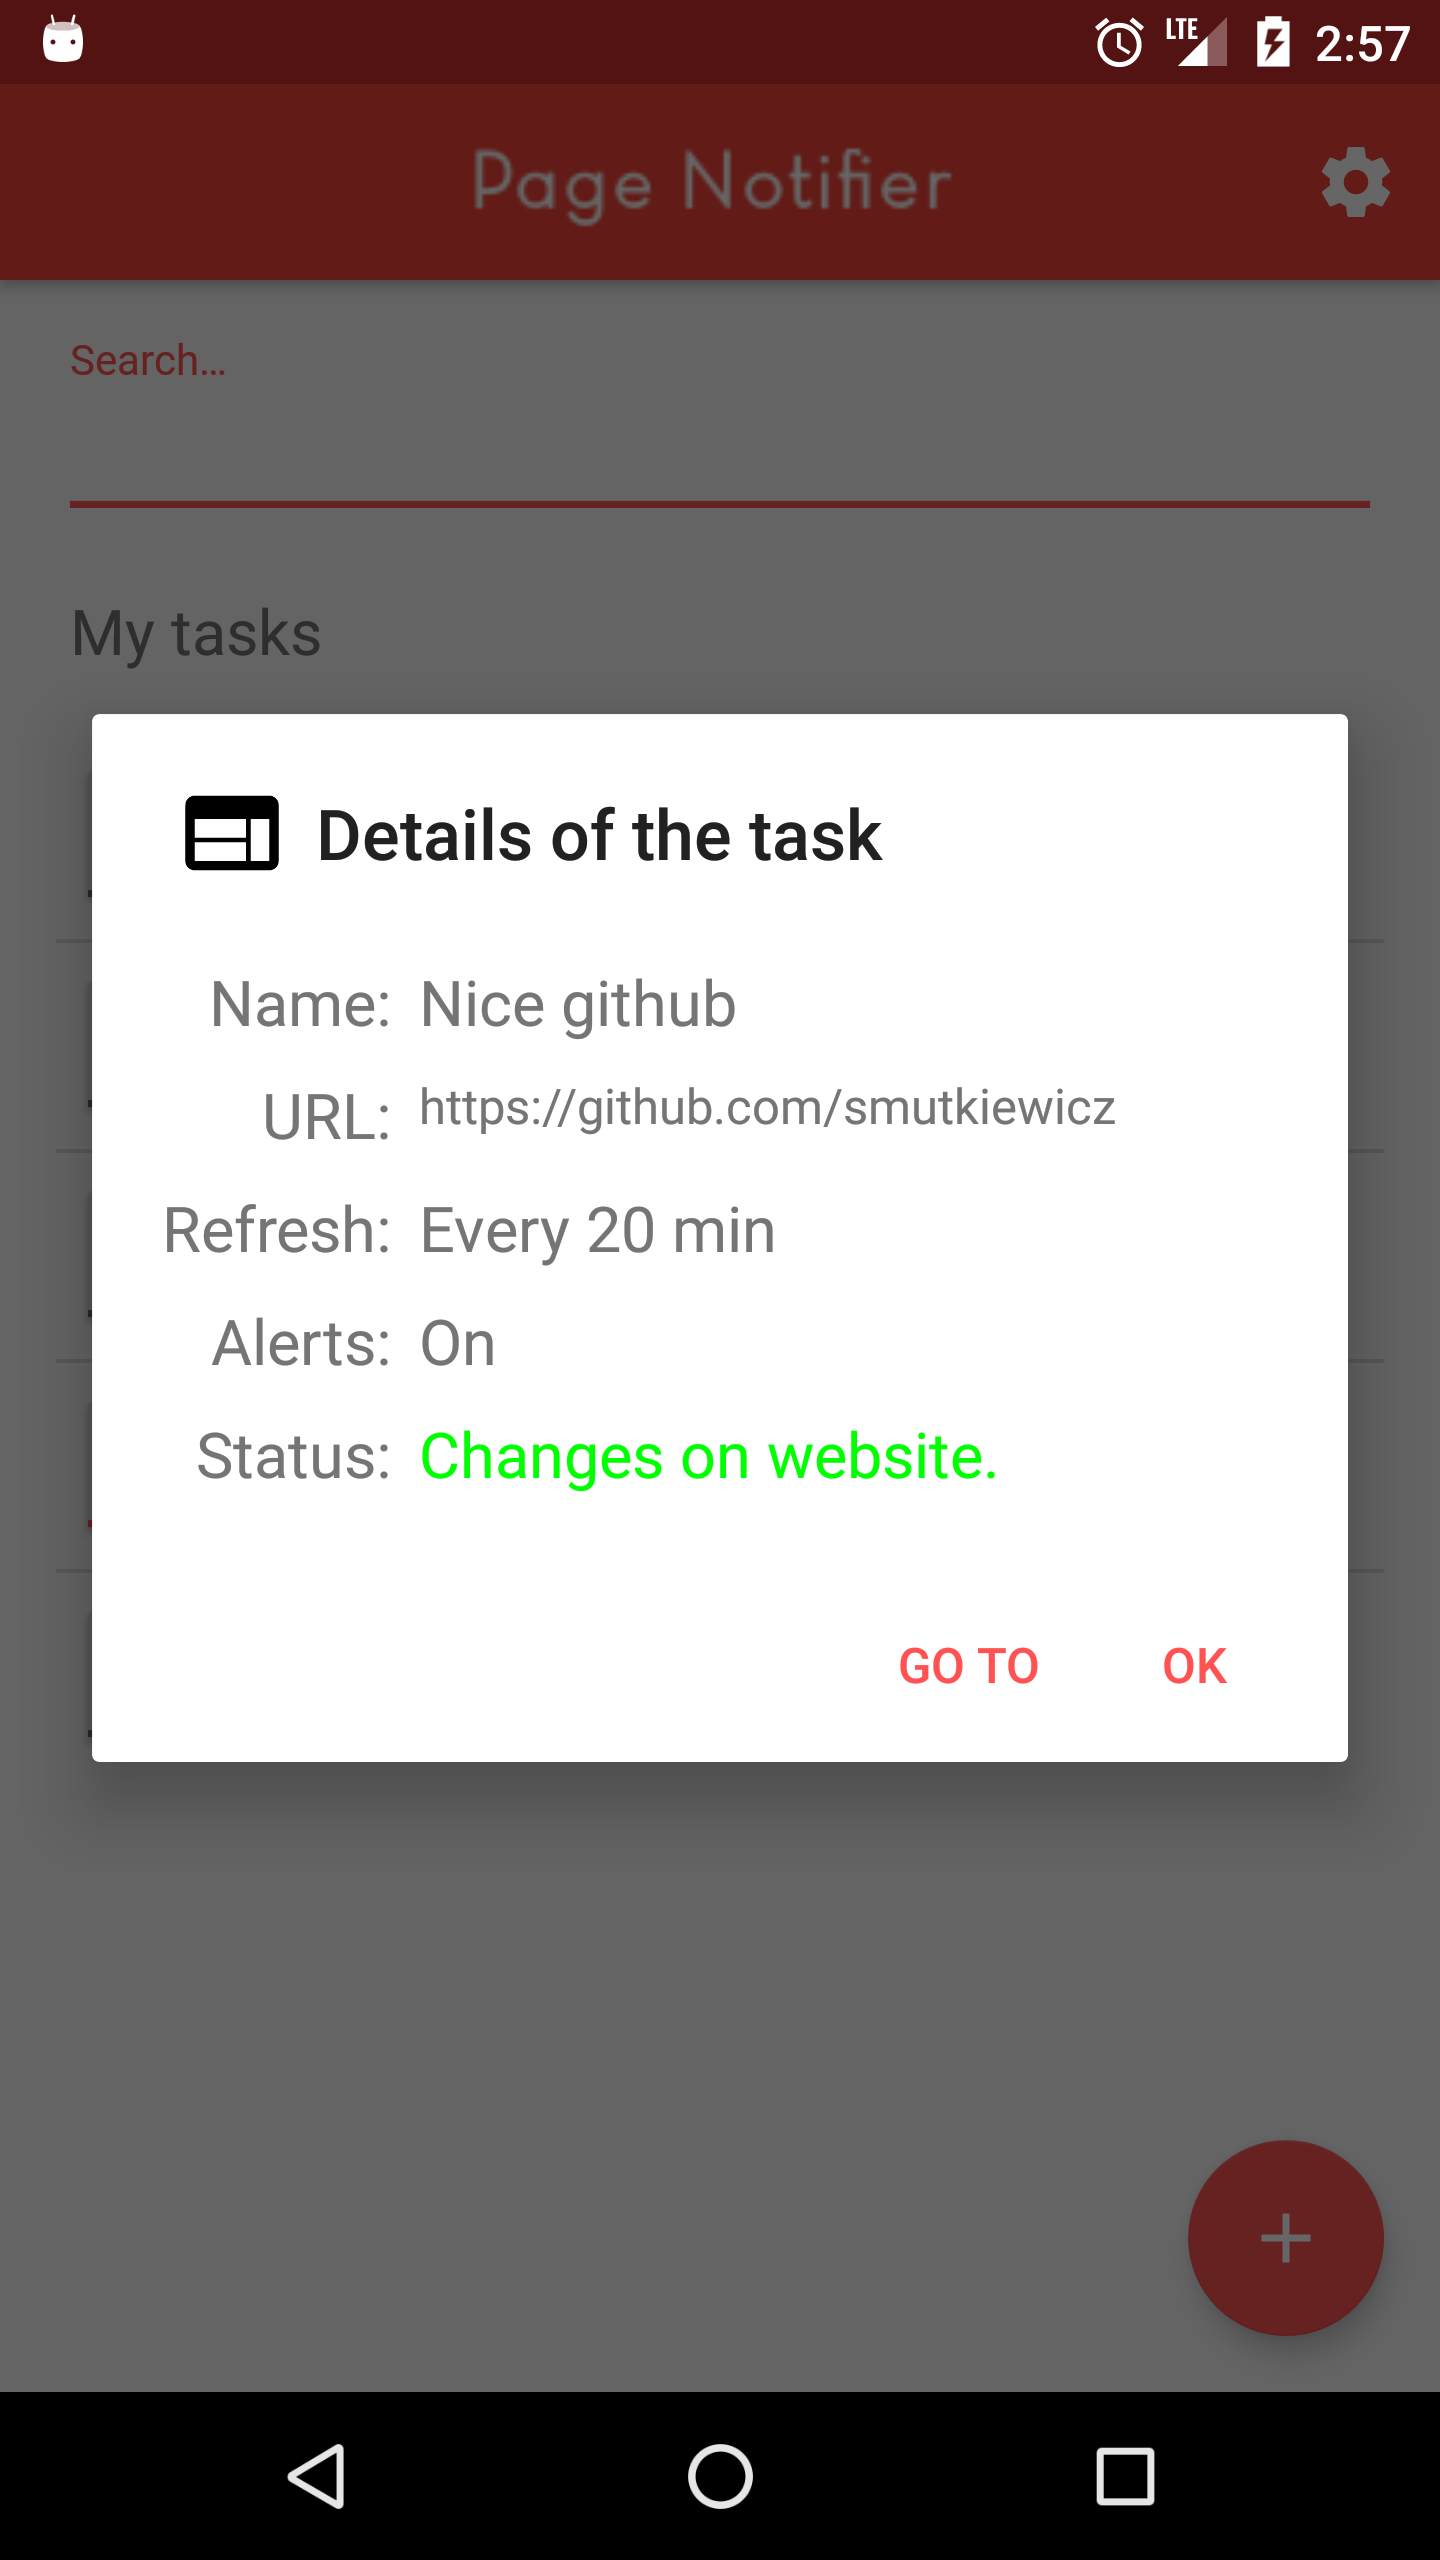 LTE 2:57
Page Notifier
Search…
My tasks
Details of the task
Name: Nice github
URL: https://github.com/smutkiewicz
Refresh: Every 20 min
Alerts: On
Status: Changes on website.
GO TO OK